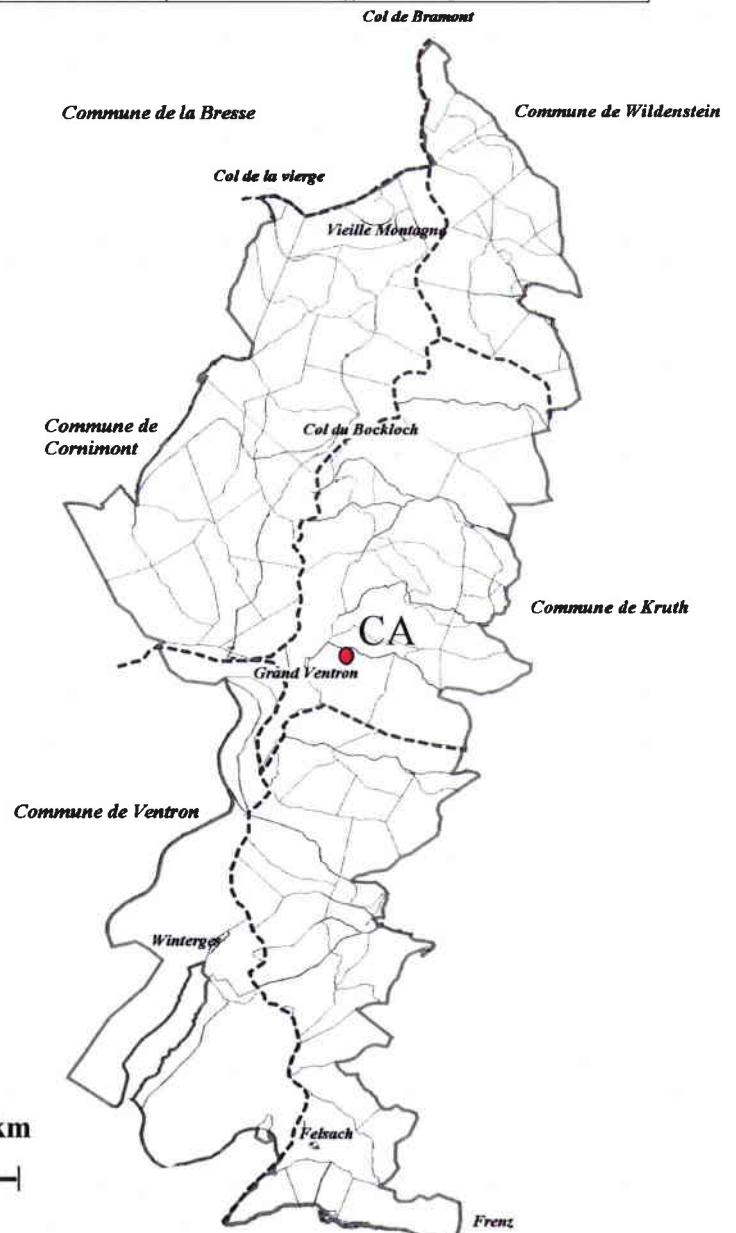 Col de Bramont
Commune de la Bresse
Commune de Wildenstein
Col de la vierge
Vieille Montagne
Commune de
Cornimont
Col du Bockloch
Commune de Kruth
CA
Grand Ventron
Commune de Ventron
Winterges
km
Felsach
Frenz